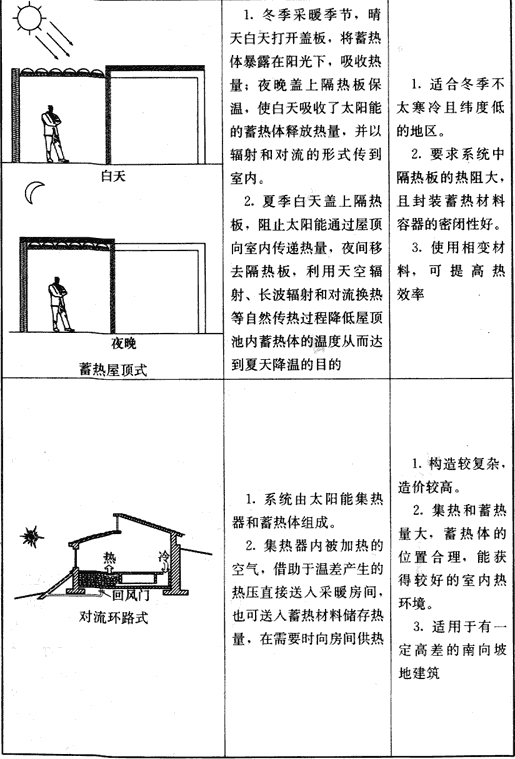 白天
夜晚
蓄热屋顶式
1. 冬季采暖季节，晴
天白天打开盖板，将蓄热
体暴露在阳光下，吸收热
量；夜晚盖上隔热板保
温，使白天吸收了太阳能
的蓄热体释放热量，并以
辐射和对流的形式传到
室内。
2. 夏季白天盖上隔热
板，阻止太阳能通过屋顶
向室内传递热量，夜间移
去隔热板，利用天空辐
射、长波辐射和对流换热
等自然传热过程降低屋顶
池内蓄热体的温度从而达
到夏天降温的目的
1. 适合冬季不
太寒冷且纬度低
的地区。
2. 要求系统中
隔热板的热阻大，
且封装蓄热材料
容器的密闭性好。
3. 使用相变材
料，可提高热
效率
热
冷
回风门
对流环路式
1. 系统由太阳能集热
器和蓄热体组成。
2. 集热器内被加热的
空气，借助于温差产生的
热压直接送入采暖房间，
也可送入蓄热材料储存热
量，在需要时向房间供热
1. 构造较复杂，
造价较高。
2. 集热和蓄热
量大，蓄热体的
位置合理，能获
得较好的室内热
环境。
3. 适用于有一
定高差的南向坡
地建筑